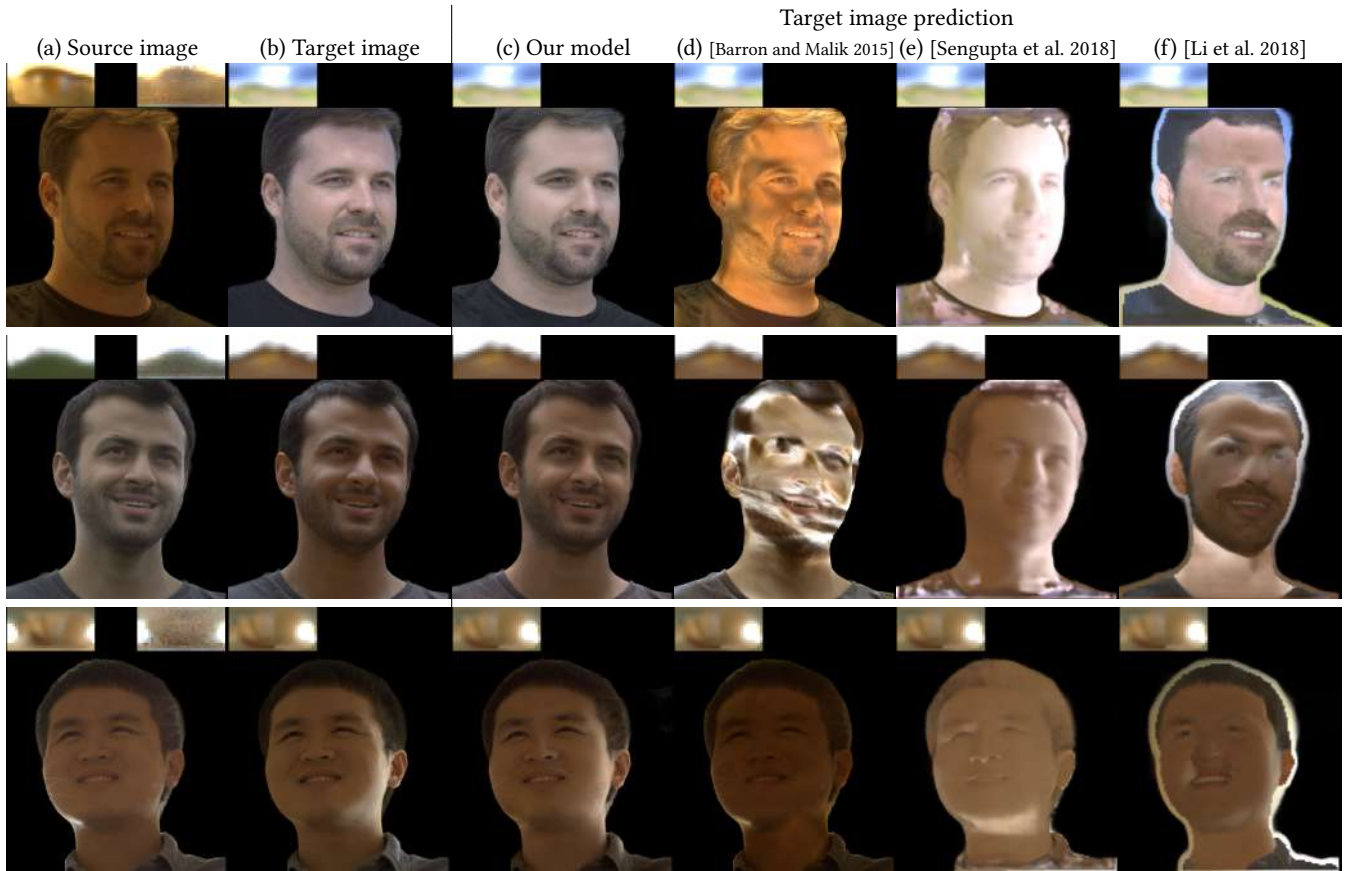 Target image prediction
(a) Source image (b) Target image (c) Our model (d) [Barron and Malik 2015] (e) [Sengupta et al. 2018] (f) [Li et al. 2018]